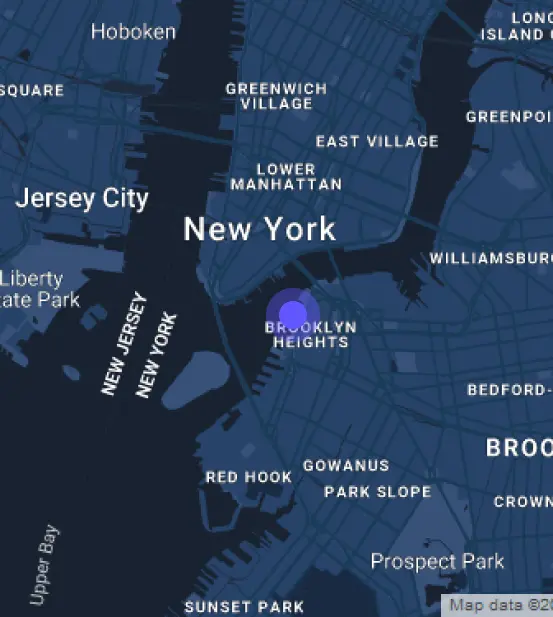 Hoboken
LONG
ISLAND C
SQUARE
GREENWICH
VILLAGE
GREENPOI
EAST VILLAGE
LOWER
MANHATTAN
Jersey City
New York
WILLIAMSBURG
Liberty
tate Park
NEW JERSEY
NEW YORK
BROOKLYN
HEIGHTS
BEDFORD-
BROO
GOWANUS
RED HOOK
PARK SLOPE
CROWN
Upper Bay
Prospect Park
SUNSET PARK
Map data ©20